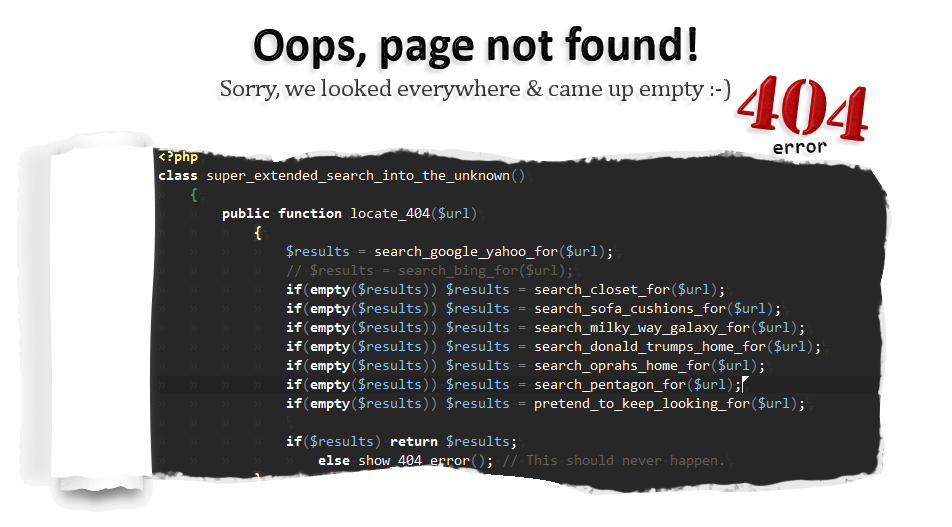 Oops, page not found!
Sorry, we looked everywhere & came up empty :-)
404
error
<?php
class super_extended_search_into_the_unknown()
{
public function locate_404($url)
{
$results = search_google_yahoo_for($url);
// $results = search_bing_for($url);
if(empty($results)) $results = search_closet_for($url);
if(empty($results)) $results = search_sofa_cushions_for($url);
if(empty($results)) $results = search_milky_way_galaxy_for($url);
if(empty($results)) $results = search_donald_trumps_home_for($url);
if(empty($results)) $results = search_oprahs_home_for($url);
if(empty($results)) $results = search_pentagon_for($url);
if(empty($results)) $results = pretend_to_keep_looking_for($url);
if($results) return $results;
else show_404_error(); // This should never happen.
}